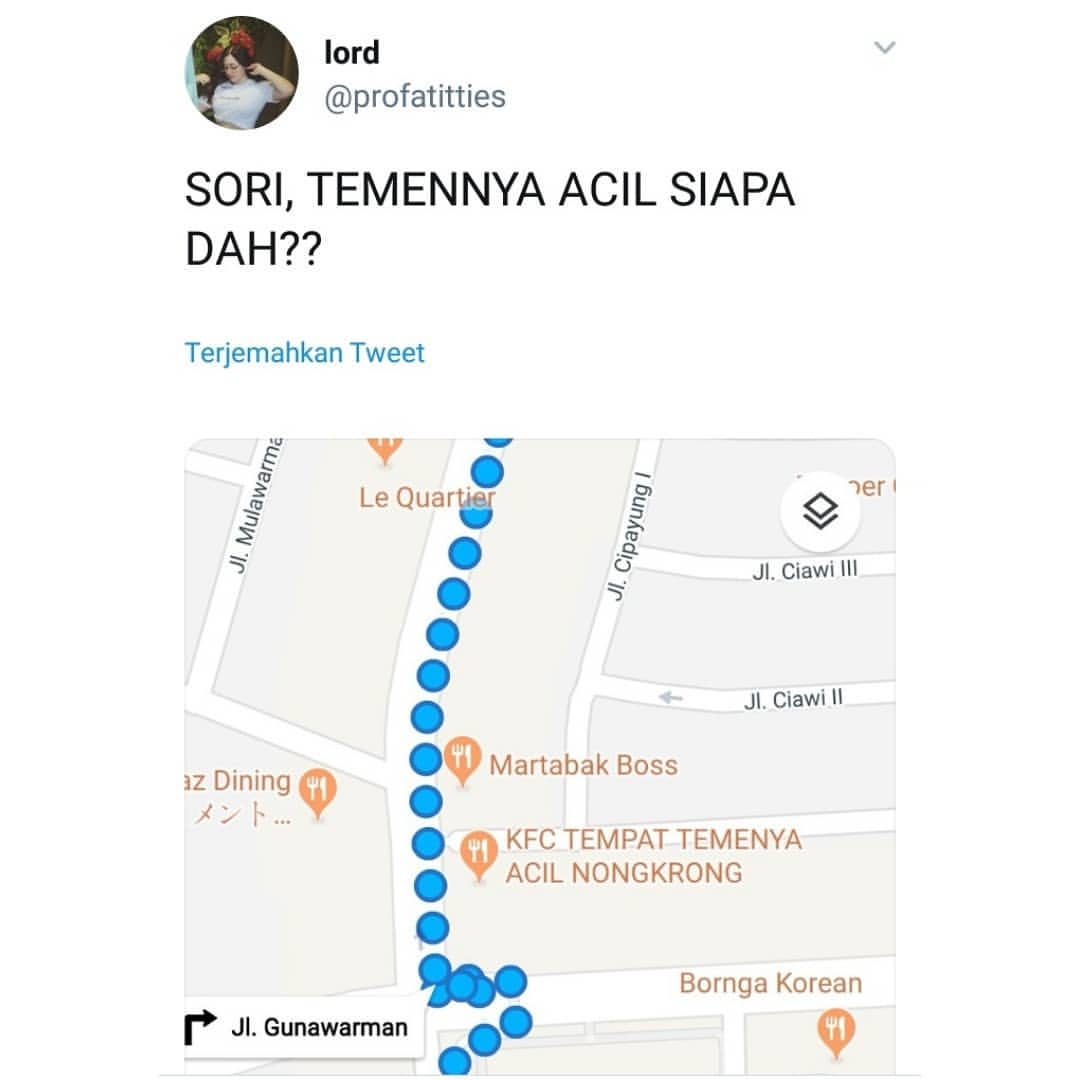 lord
@profatitties
SORI, TEMENNYA ACIL SIAPA
DAH??
Terjemahkan Tweet
Le Quartier
Jl. Mulawarma
Jl. Cipayung I
per
Jl. Ciawi III
Jl. Ciawi II
Martabak Boss
az Dining
メント...
KFC TEMPAT TEMENYA
ACIL NONGKRONG
Bornga Korean
Jl. Gunawarman